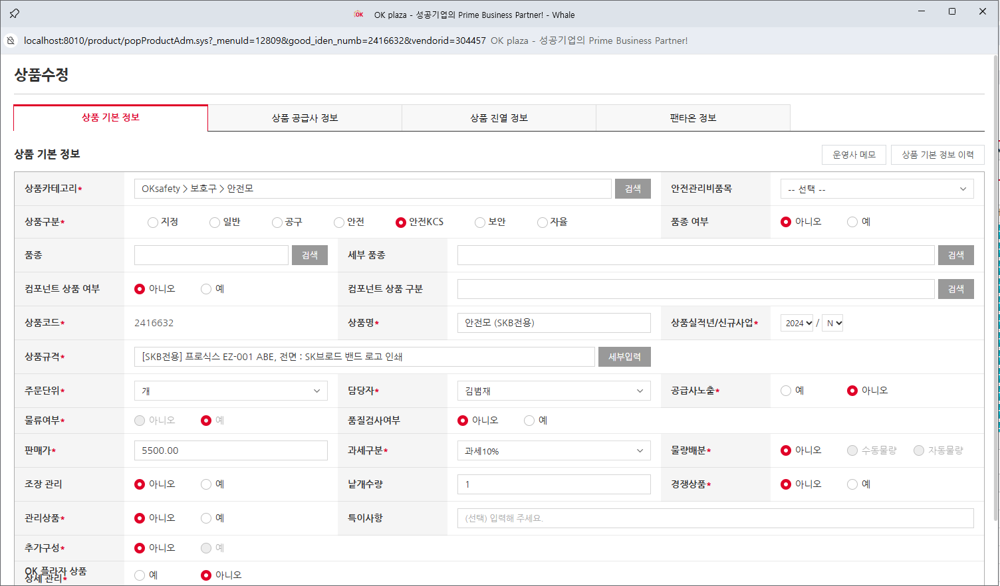 OK OK plaza - 성공기업의 Prime Business Partner! - Whale
localhost:8010/product/popProductAdm.sys?_menuId=12809&good_iden_numb=2416632&vendorid=304457 OK plaza - 성공기업의 Prime Business Partner!
상품수정
상품 기본 정보 상품 공급사 정보 상품 진열 정보 팬타온 정보
상품 기본 정보 운영사 메모 상품 기본 정보 이력
상품카테고리* OKsafety > 보호구 > 안전모 검색 안전관리비품목 -- 선택 --
상품구분* 지정 일반 공구 안전 안전KCS 보안 자율 품종 여부 아니오 예
품종 검색 세부 품종 검색
컴포넌트 상품 여부 아니오 예 컴포넌트 상품 구분 검색
상품코드* 2416632 상품명* 안전모 (SKB전용) 상품실적년/신규사업* 2024 / N
상품규격* [SKB전용] 프로식스 EZ-001 ABE, 전면 : SK브로드 밴드 로고 인쇄 세부입력
주문단위* 개 담당자* 김범재 공급사노출* 예 아니오
물류여부* 아니오 예 품질검사여부 아니오 예
판매가* 5500.00 과세구분* 과세10% 물량배분* 아니오 수동물량 자동물량
조장 관리 아니오 예 낱개수량 1 경쟁상품* 아니오 예
관리상품* 아니오 예 특이사항 (선택) 입력해 주세요.
추가구성* 아니오 예
OK 플라자 상품
상세 관리* 예 아니오